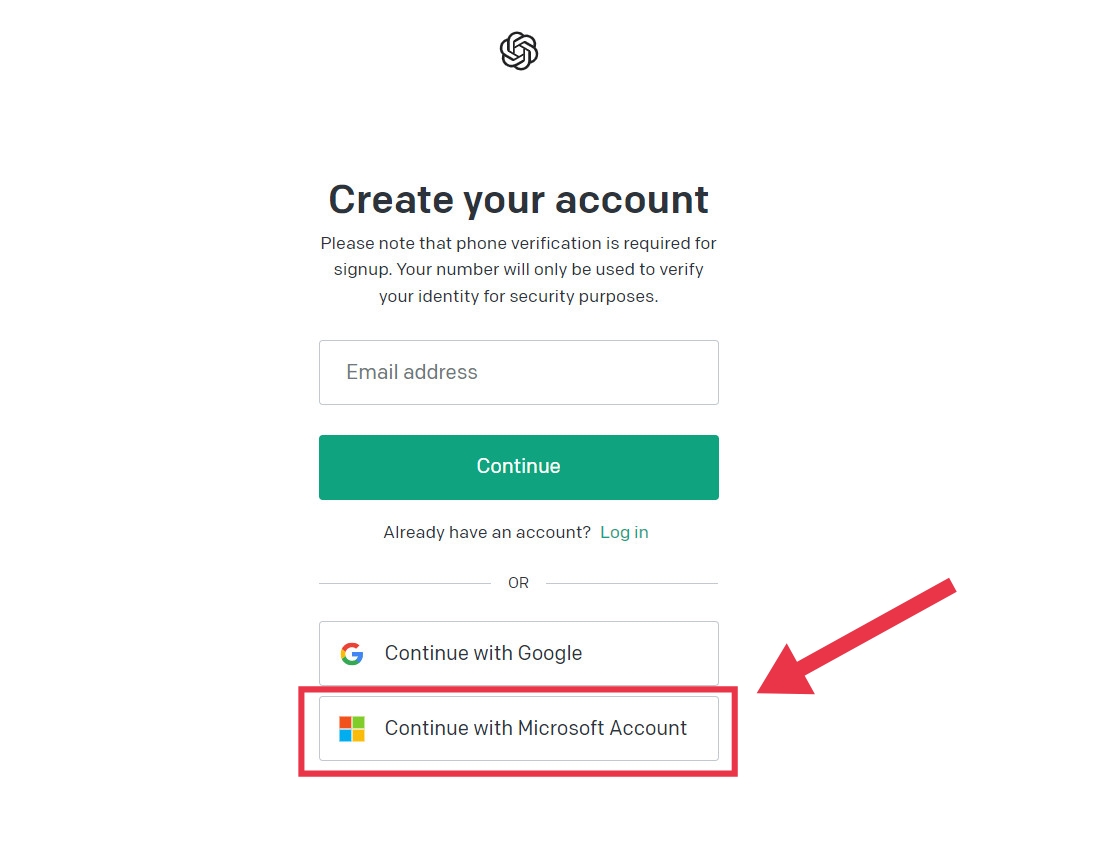 Create your account
Please note that phone verification is required for
signup. Your number will only be used to verify
your identity for security purposes.
Email address
Continue
Already have an account? Log in
OR
Continue with Google
Continue with Microsoft Account